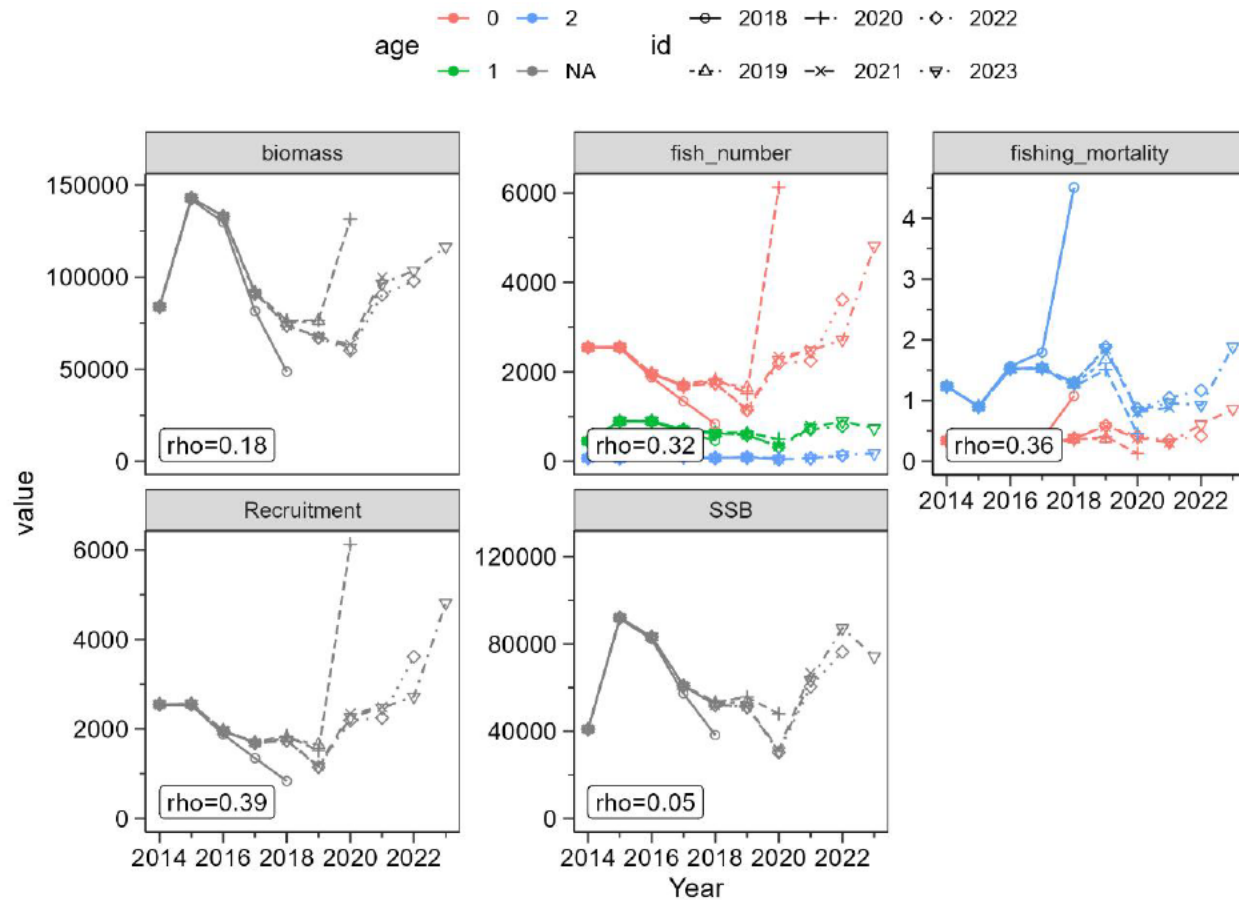 age
0
2
1
NA
id
2018
2020
2022
2019
2021
2023
biomass
fish_number
fishing_mortality
value
150000
100000
50000
0
rho=0.18
6000
4000
2000
0
rho=0.32
4
3
2
1
0
rho=0.36
2014 2016 2018 2020 2022
Recruitment
SSB
6000
4000
2000
0
rho=0.39
120000
80000
40000
0
rho=0.05
2014 2016 2018 2020 2022
2014 2016 2018 2020 2022
Year